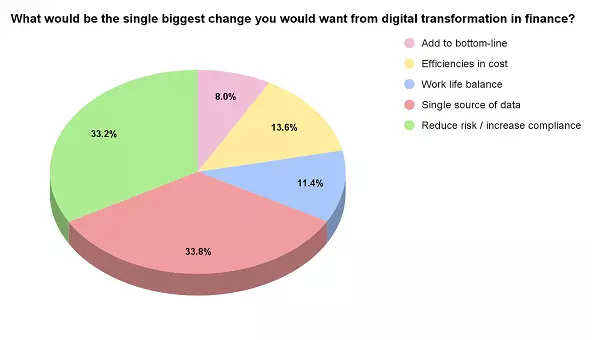 What would be the single biggest change you would want from digital transformation in finance?
Add to bottom-line
Efficiencies in cost
Work life balance
Single source of data
Reduce risk / increase compliance
8.0%
13.6%
11.4%
33.8%
33.2%